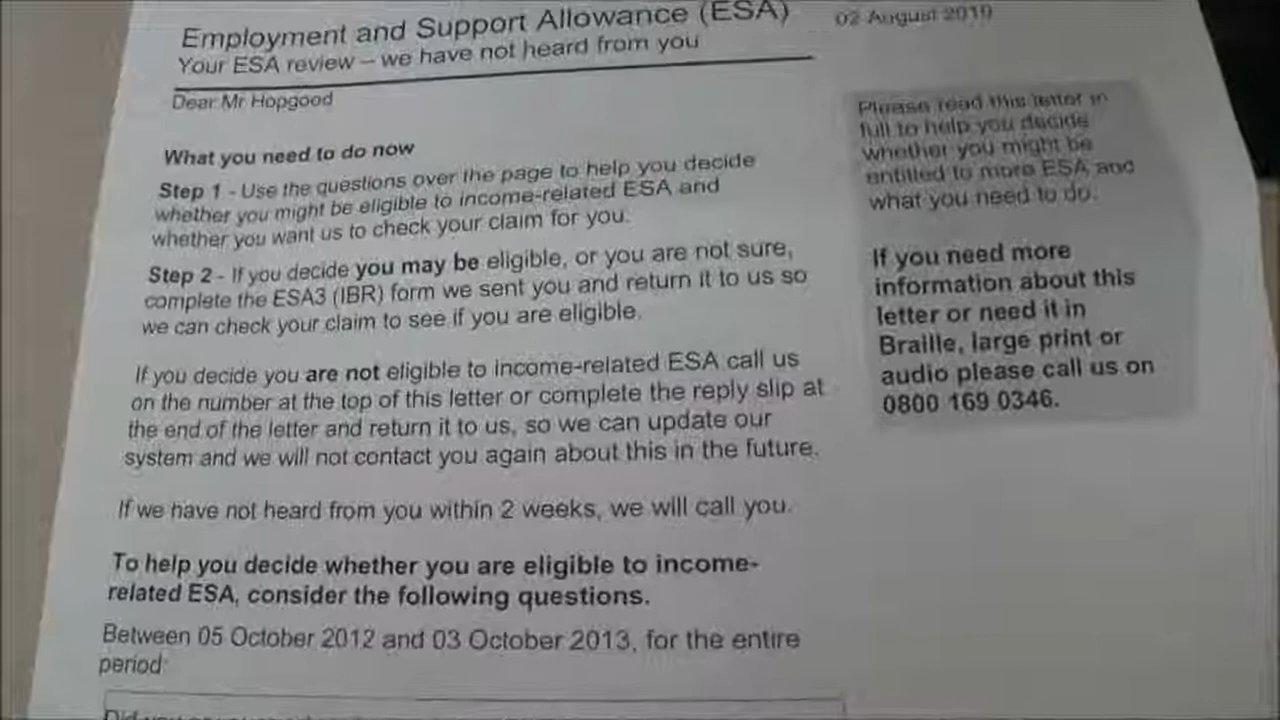 Employment and Support Allowance (ESA)
Your ESA review – we have not heard from you
02 August 2019
Dear Mr Hopgood
What you need to do now
Step 1 - Use the questions over the page to help you decide
whether you might be eligible to income-related ESA and
whether you want us to check your claim for you.
Step 2 - If you decide you may be eligible, or you are not sure,
complete the ESA3 (IBR) form we sent you and return it to us so
we can check your claim to see if you are eligible.
If you decide you are not eligible to income-related ESA call us
on the number at the top of this letter or complete the reply slip at
the end of the letter and return it to us, so we can update our
system and we will not contact you again about this in the future.
If we have not heard from you within 2 weeks, we will call you.
To help you decide whether you are eligible to income-
related ESA, consider the following questions.
Between 05 October 2012 and 03 October 2013, for the entire
period:
Please read this letter in
full to help you decide
whether you might be
entitled to more ESA and
what you need to do.
If you need more
information about this
letter or need it in
Braille, large print or
audio please call us on
0800 169 0346.